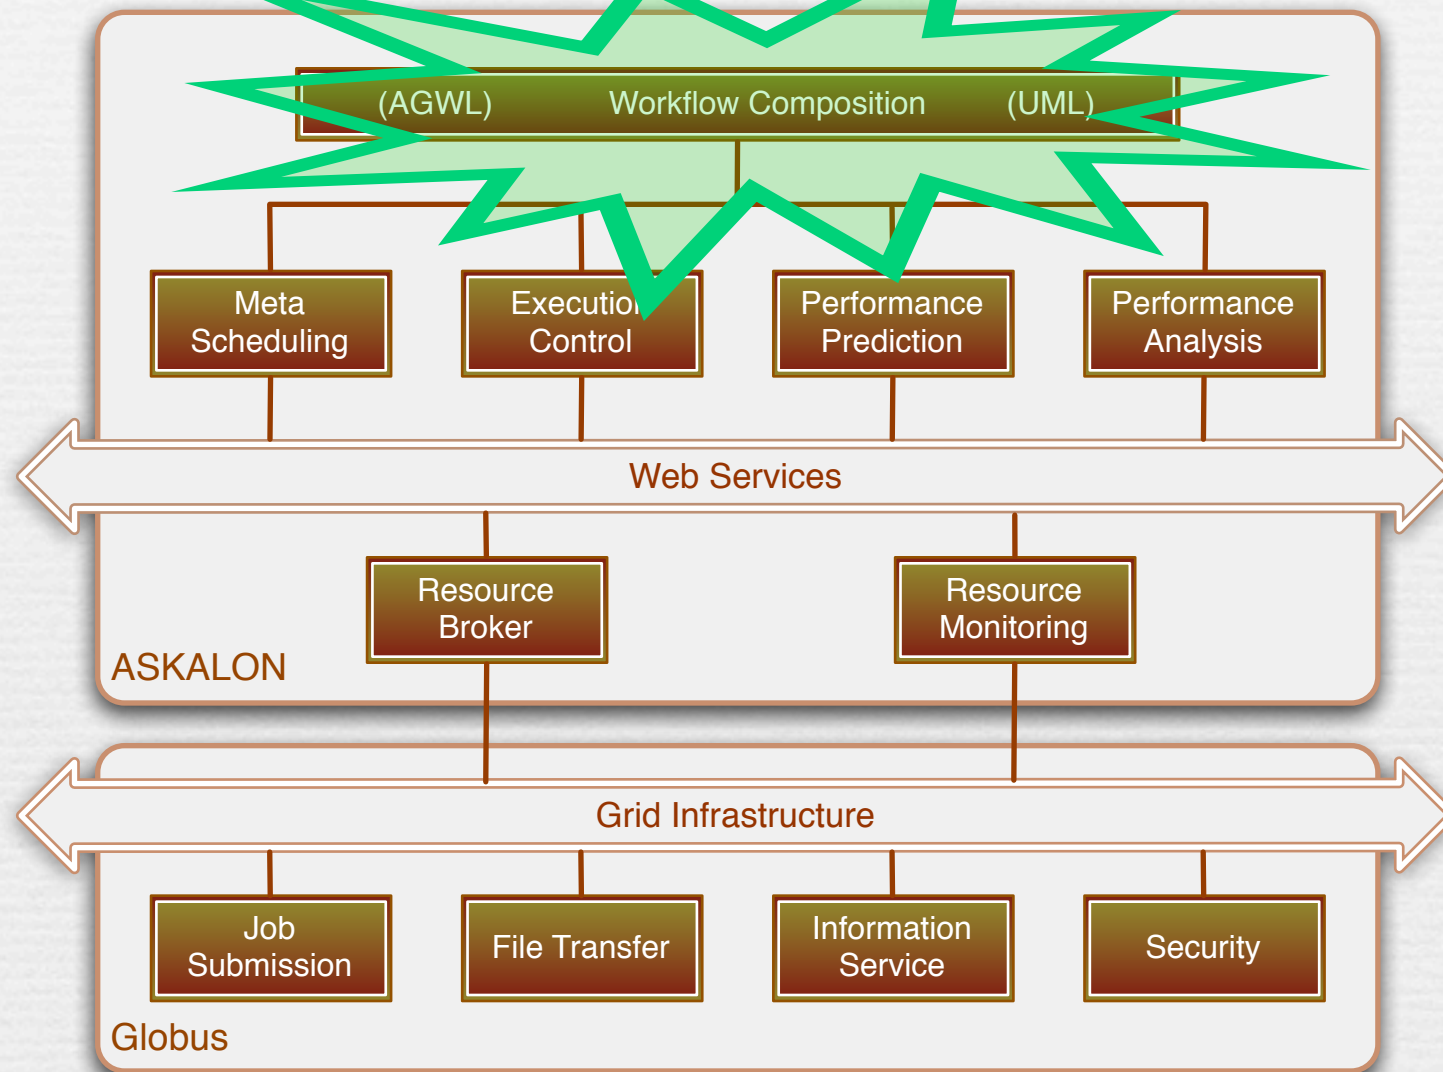 (AGWL) Workflow Composition (UML)
Meta
Scheduling
Execution
Control
Performance
Prediction
Performance
Analysis
Web Services
Resource
Broker
Resource
Monitoring
ASKALON
Grid Infrastructure
Job
Submission
File Transfer
Information
Service
Security
Globus